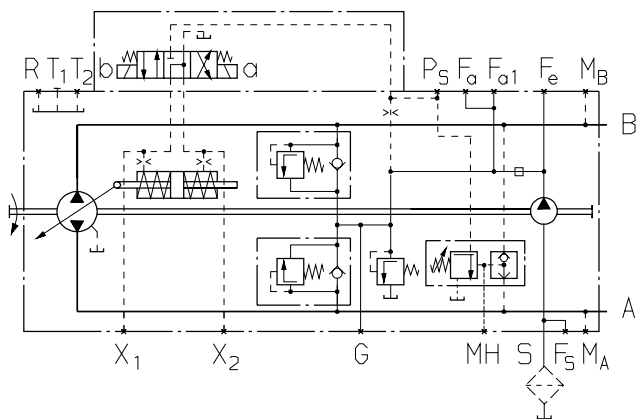 b a
R T1 T2 PS Fa Fa1 Fe MB
B
A
X1 X2 G MH S FS MA